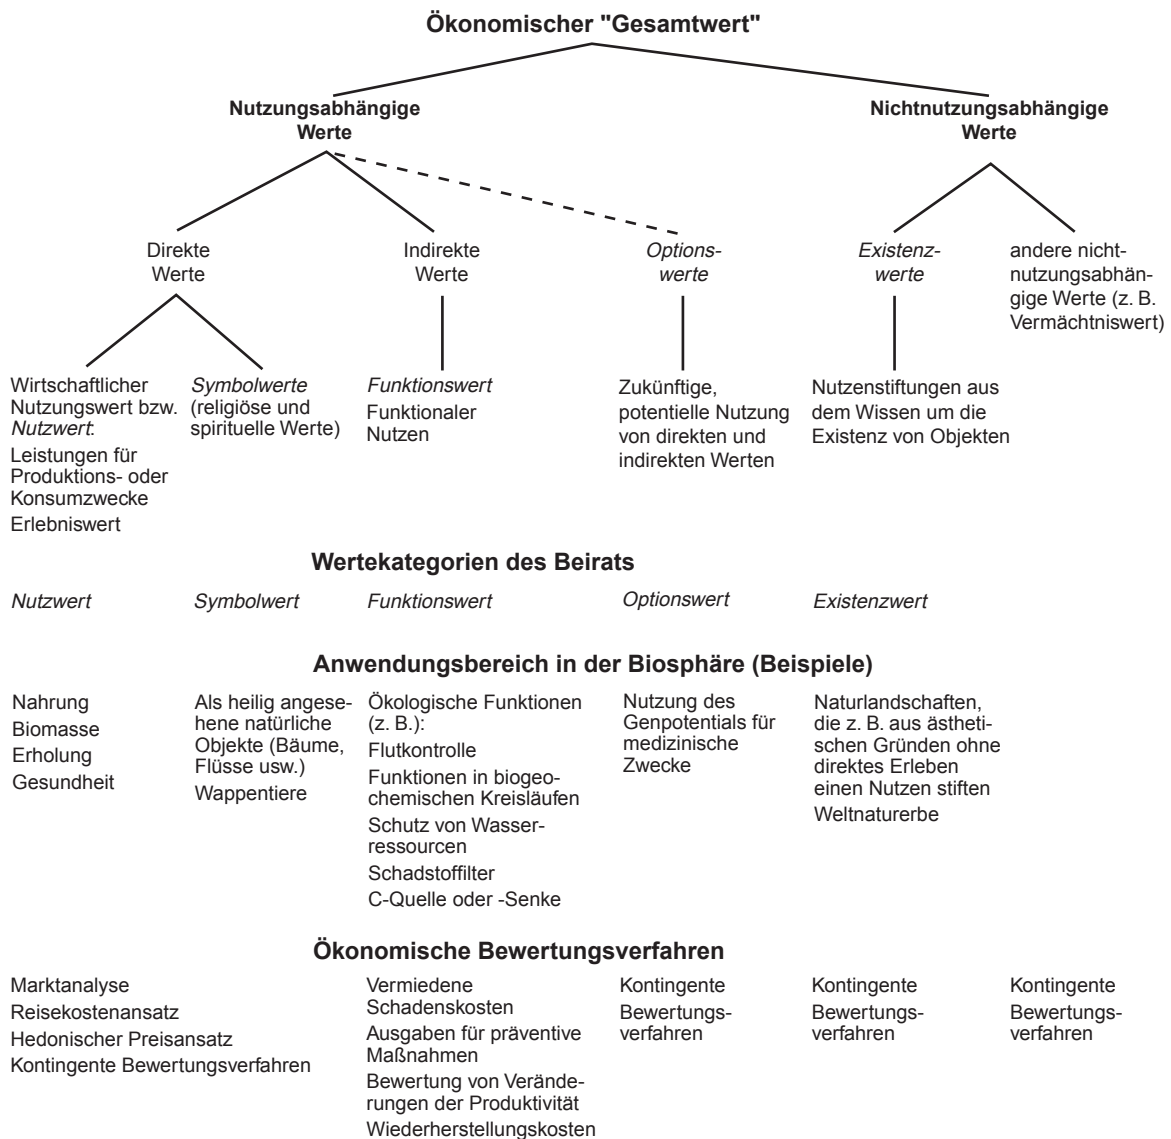 Ökonomischer "Gesamtwert"
Nutzungsabhängige
Werte
Nichtnutzungsabhängige
Werte
Direkte
Werte
Indirekte
Werte
Options-
werte
Existenz-
werte
andere nicht-
nutzungsabhän-
gige Werte (z. B.
Vermächtniswert)
Wirtschaftlicher
Nutzungswert bzw.
Nutzwert:
Leistungen für
Produktions- oder
Konsumzwecke
Erlebniswert
Symbolwerte
(religiöse und
spirituelle Werte)
Funktionswert
Funktionaler
Nutzen
Zukünftige,
potentielle Nutzung
von direkten und
indirekten Werten
Nutzenstiftungen aus
dem Wissen um die
Existenz von Objekten
Wertekategorien des Beirats
Nutzwert
Symbolwert
Funktionswert
Optionswert
Existenzwert
Anwendungsbereich in der Biosphäre (Beispiele)
Nahrung
Biomasse
Erholung
Gesundheit
Als heilig angese-
hene natürliche
Objekte (Bäume,
Flüsse usw.)
Wappentiere
Ökologische Funktionen
(z. B.):
Flutkontrolle
Funktionen in biogeo-
chemischen Kreisläufen
Schutz von Wasser-
ressourcen
Schadstoffilter
C-Quelle oder -Senke
Nutzung des
Genpotentials für
medizinische
Zwecke
Naturlandschaften,
die z. B. aus ästheti-
schen Gründen ohne
direktes Erleben
einen Nutzen stiften
Weltnaturerbe
Ökonomische Bewertungsverfahren
Marktanalyse
Reisekostenansatz
Hedonischer Preisansatz
Kontingente Bewertungsverfahren
Vermiedene
Schadenskosten
Ausgaben für präventive
Maßnahmen
Bewertung von Verände-
rungen der Produktivität
Wiederherstellungskosten
Kontingente
Bewertungs-
verfahren
Kontingente
Bewertungs-
verfahren
Kontingente
Bewertungs-
verfahren